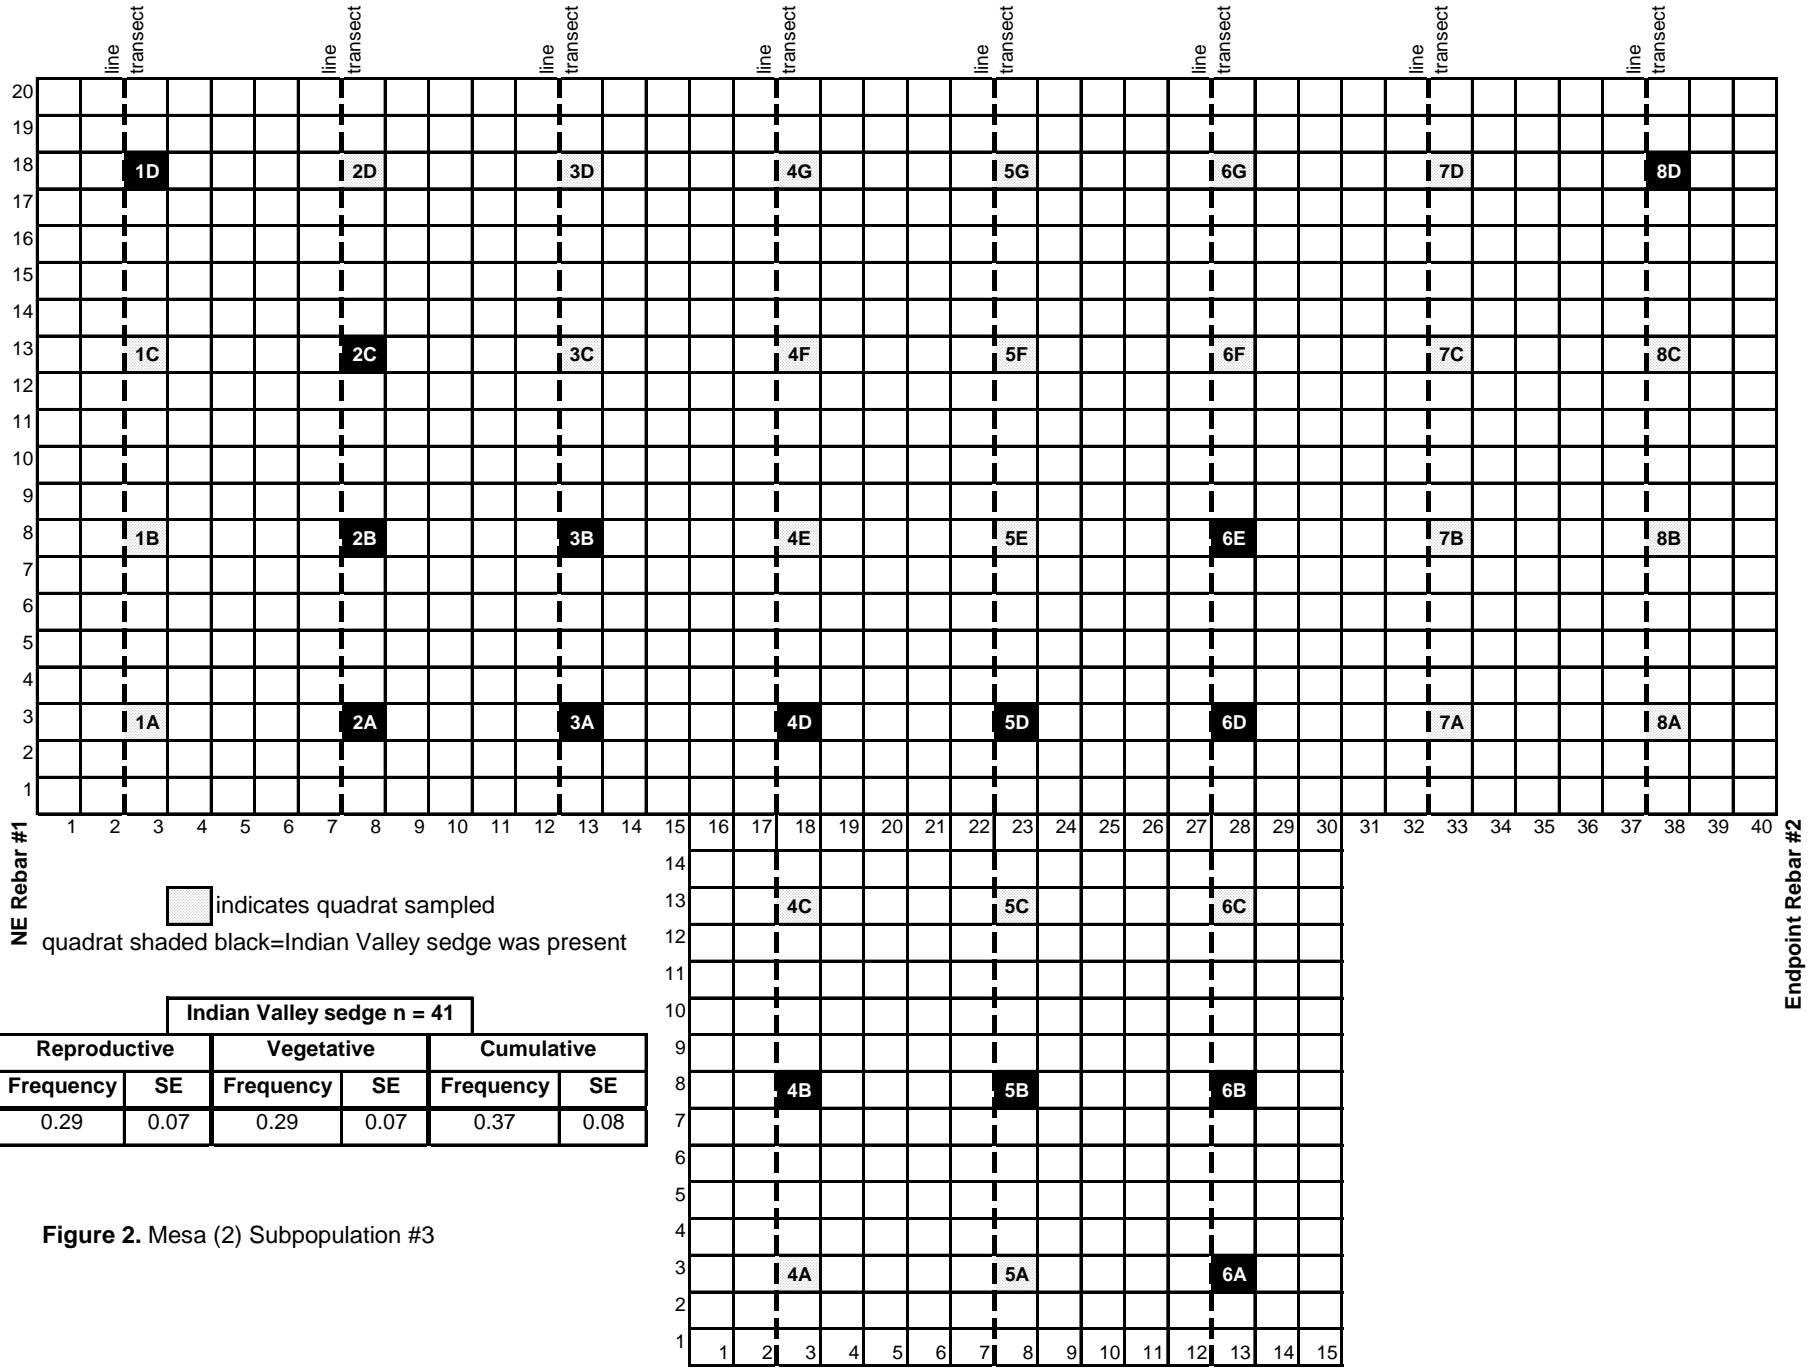 line transect line transect line transect line transect line transect line transect line transect line transect
20
19
18 1D 2D 3D 4G 5G 6G 7D 8D
17
16
15
14
13 1C 2C 3C 4F 5F 6F 7C 8C
12
11
10
9
8 1B 2B 3B 4E 5E 6E 7B 8B
7
6
5
4
3 1A 2A 3A 4D 5D 6D 7A 8A
2
1
1 2 3 4 5 6 7 8 9 10 11 12 13 14 15 16 17 18 19 20 21 22 23 24 25 26 27 28 29 30 31 32 33 34 35 36 37 38 39 40
NE Rebar #1
Endpoint Rebar #2
14
13 4C 5C 6C
12
11
10
9
8 4B 5B 6B
7
6
5
4
3 4A 5A 6A
2
1
1 2 3 4 5 6 7 8 9 10 11 12 13 14 15
indicates quadrat sampled
quadrat shaded black=Indian Valley sedge was present
Indian Valley sedge n = 41
Reproductive Vegetative Cumulative
Frequency SE Frequency SE Frequency SE
0.29 0.07 0.29 0.07 0.37 0.08
Figure 2. Mesa (2) Subpopulation #3